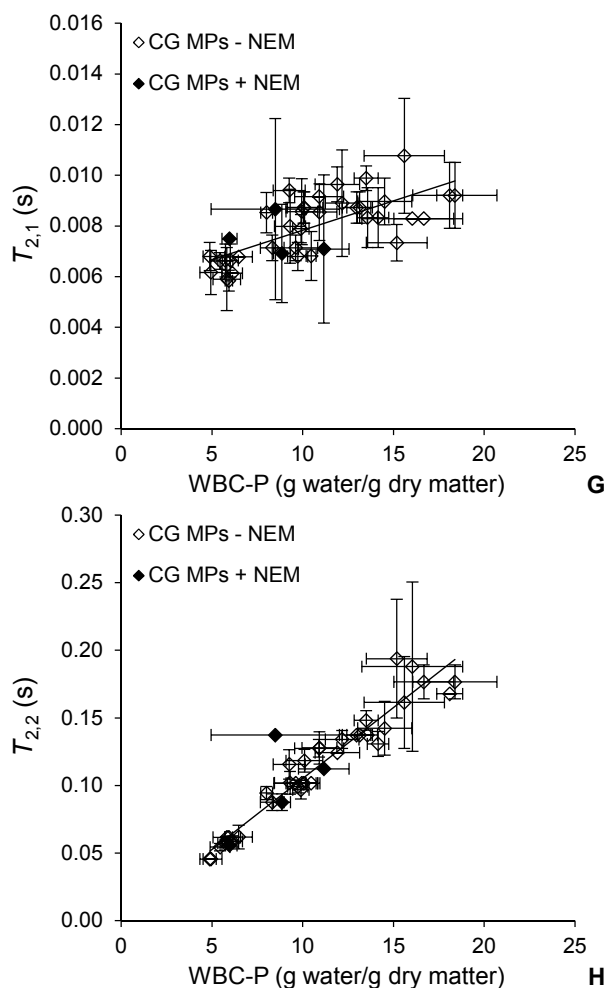 0.016
◇ CG MPs - NEM
0.014
◆ CG MPs + NEM
0.012
0.010
0.008
0.006
0.004
0.002
0.000
T2,1 (s)
0 5 10 15 20 25
WBC-P (g water/g dry matter) G
0.30
◇ CG MPs - NEM
0.25
◆ CG MPs + NEM
0.20
0.15
0.10
0.05
0.00
T2,2 (s)
0 5 10 15 20 25
WBC-P (g water/g dry matter) H